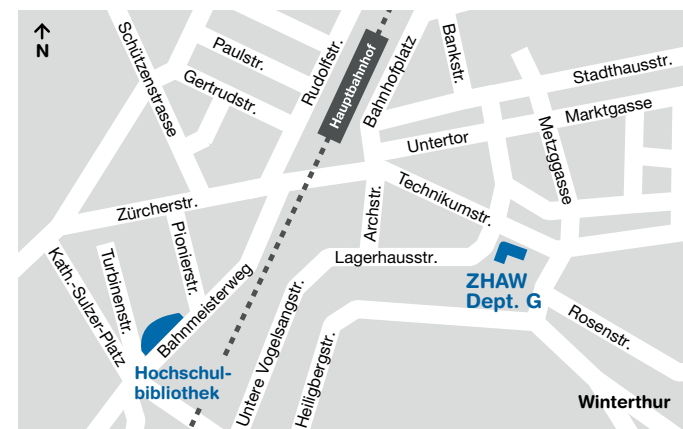 N
Schützenstrasse
Paulstr.
Gertrudstr.
Rudolfstr.
Hauptbahnhof
Bahnhofplatz
Bankstr.
Stadthausstr.
Marktgasse
Metzggasse
Untertor
Technikumstr.
Zürcherstr.
Pionierstr.
Archstr.
Lagerhausstr.
Kath.-Sulzer-Platz
Turbinenstr.
Bahnmeisterweg
ZHAW
Dept. G
Untere Vogelsangstr.
Heiligbergstr.
Rosenstr.
Hochschul-
bibliothek
Winterthur